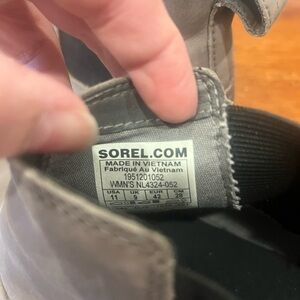 SOREL.COM
MADE IN VIETNAM
Fabriqué Au Vietnam
1951201052
WMN'S NL4324-052
USA UK EUR CM
11 9 42 28